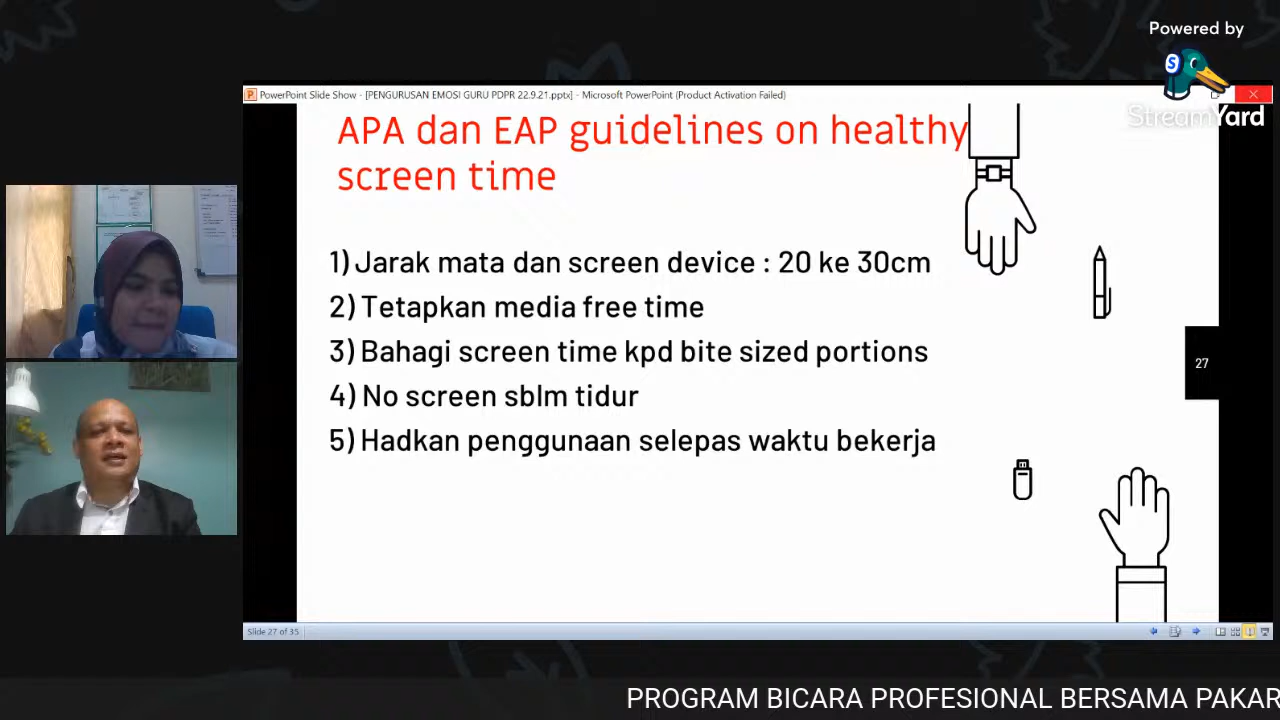 Powered by
StreamYard
PowerPoint Slide Show - [PENGURUSAN EMOSI GURU PDPR 22.9.21.pptx] - Microsoft PowerPoint (Product Activation Failed)
APA dan EAP guidelines on healthy
screen time
1) Jarak mata dan screen device : 20 ke 30cm
2) Tetapkan media free time
3) Bahagi screen time kpd bite sized portions
4) No screen sblm tidur
5) Hadkan penggunaan selepas waktu bekerja
27
Slide 27 of 35
PROGRAM BICARA PROFESIONAL BERSAMA PAKAR